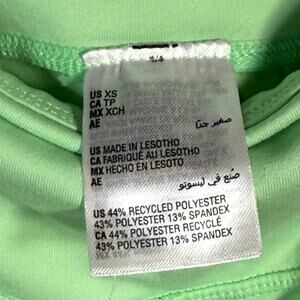 US XS
CA TP
MX XCH
AE صغير جدًا
US MADE IN LESOTHO
CA FABRIQUÉ AU LESOTHO
MX HECHO EN LESOTO
AE صنع في ليسوتو
US 44% RECYCLED POLYESTER
43% POLYESTER 13% SPANDEX
CA 44% POLYESTER RECYCLÉ
43% POLYESTER 13% SPANDEX